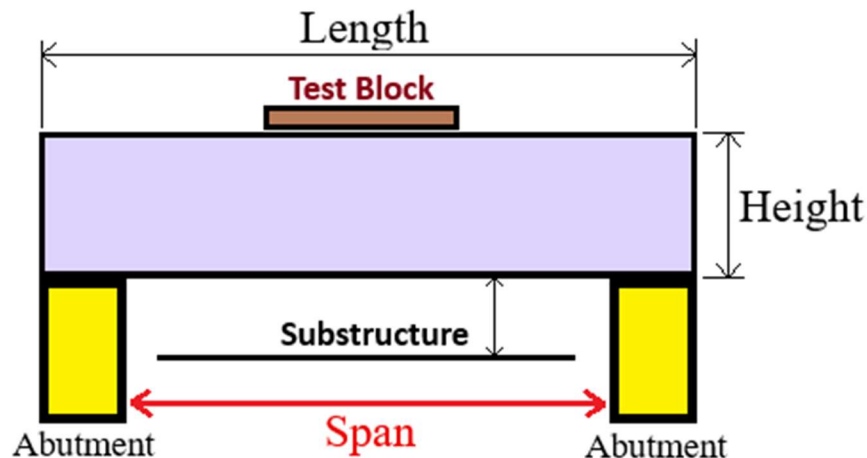 Length
Test Block
Height
Substructure
Span
Abutment
Abutment